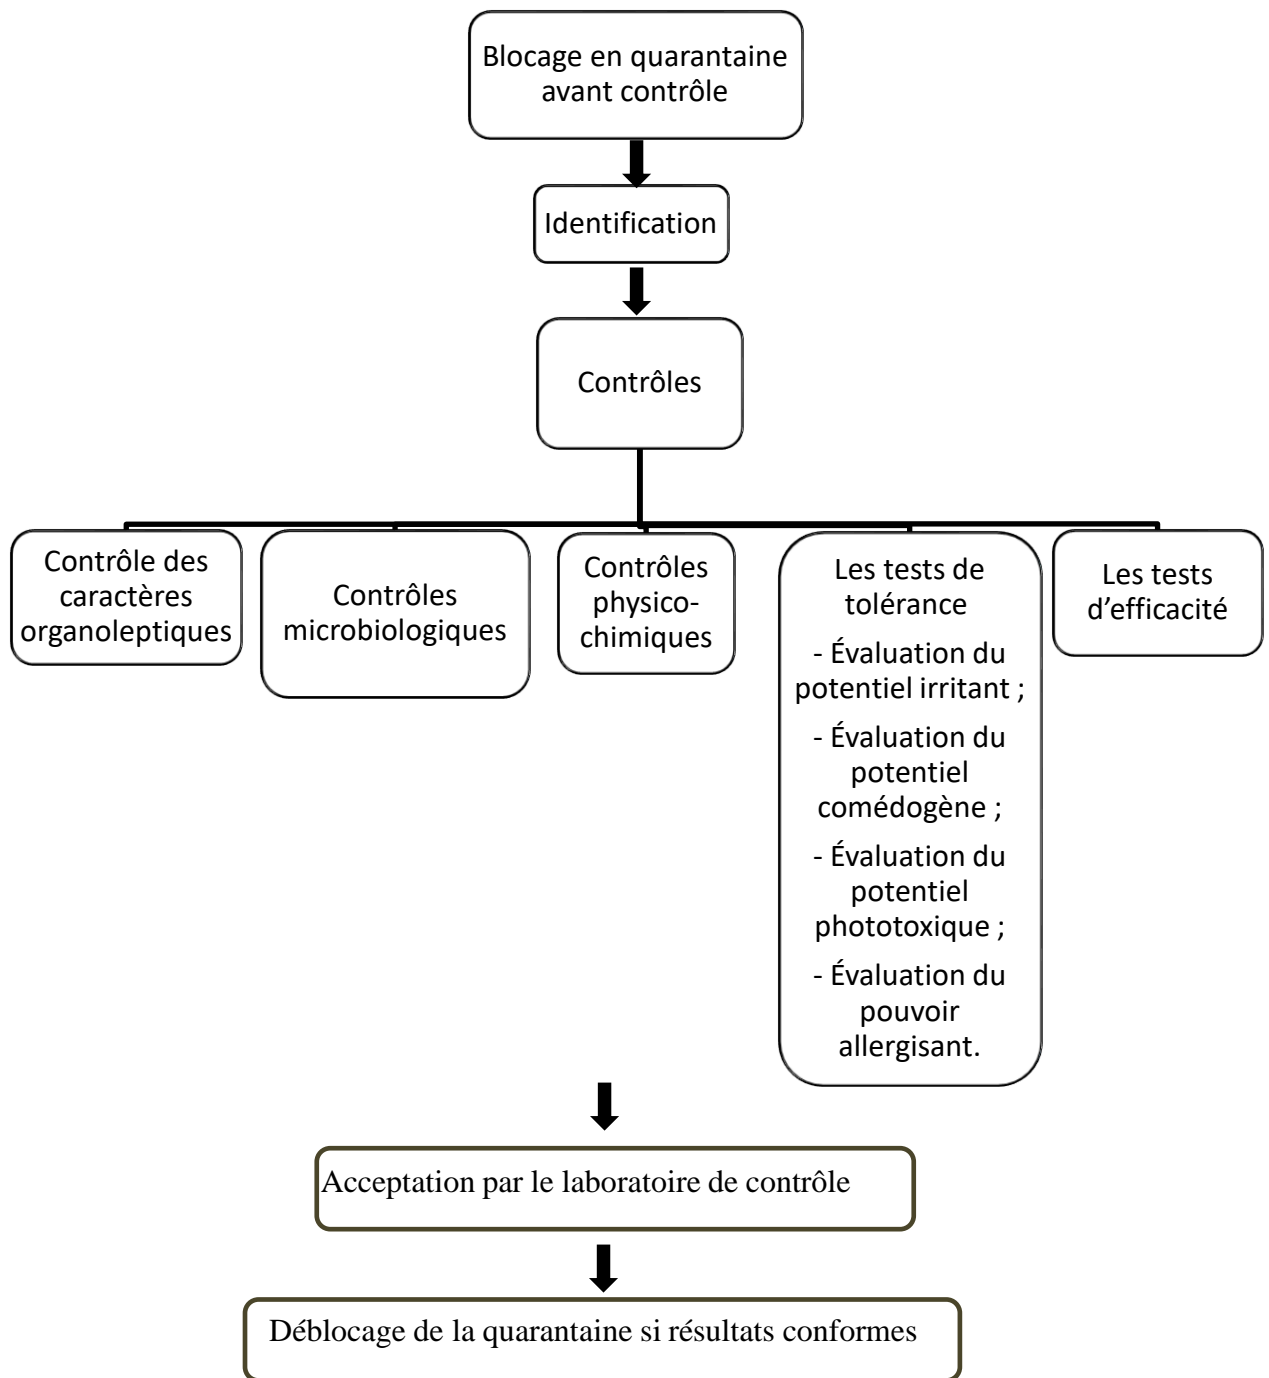 Blocage en quarantaine
avant contrôle
Identification
Contrôles
Contrôle des
caractères
organoleptiques
Contrôles
microbiologiques
Contrôles
physico-
chimiques
Les tests de
tolérance
- Évaluation du
potentiel irritant ;
- Évaluation du
potentiel
comédogène ;
- Évaluation du
potentiel
phototoxique ;
- Évaluation du
pouvoir
allergisant.
Les tests
d’efficacité
Acceptation par le laboratoire de contrôle
Déblocage de la quarantaine si résultats conformes